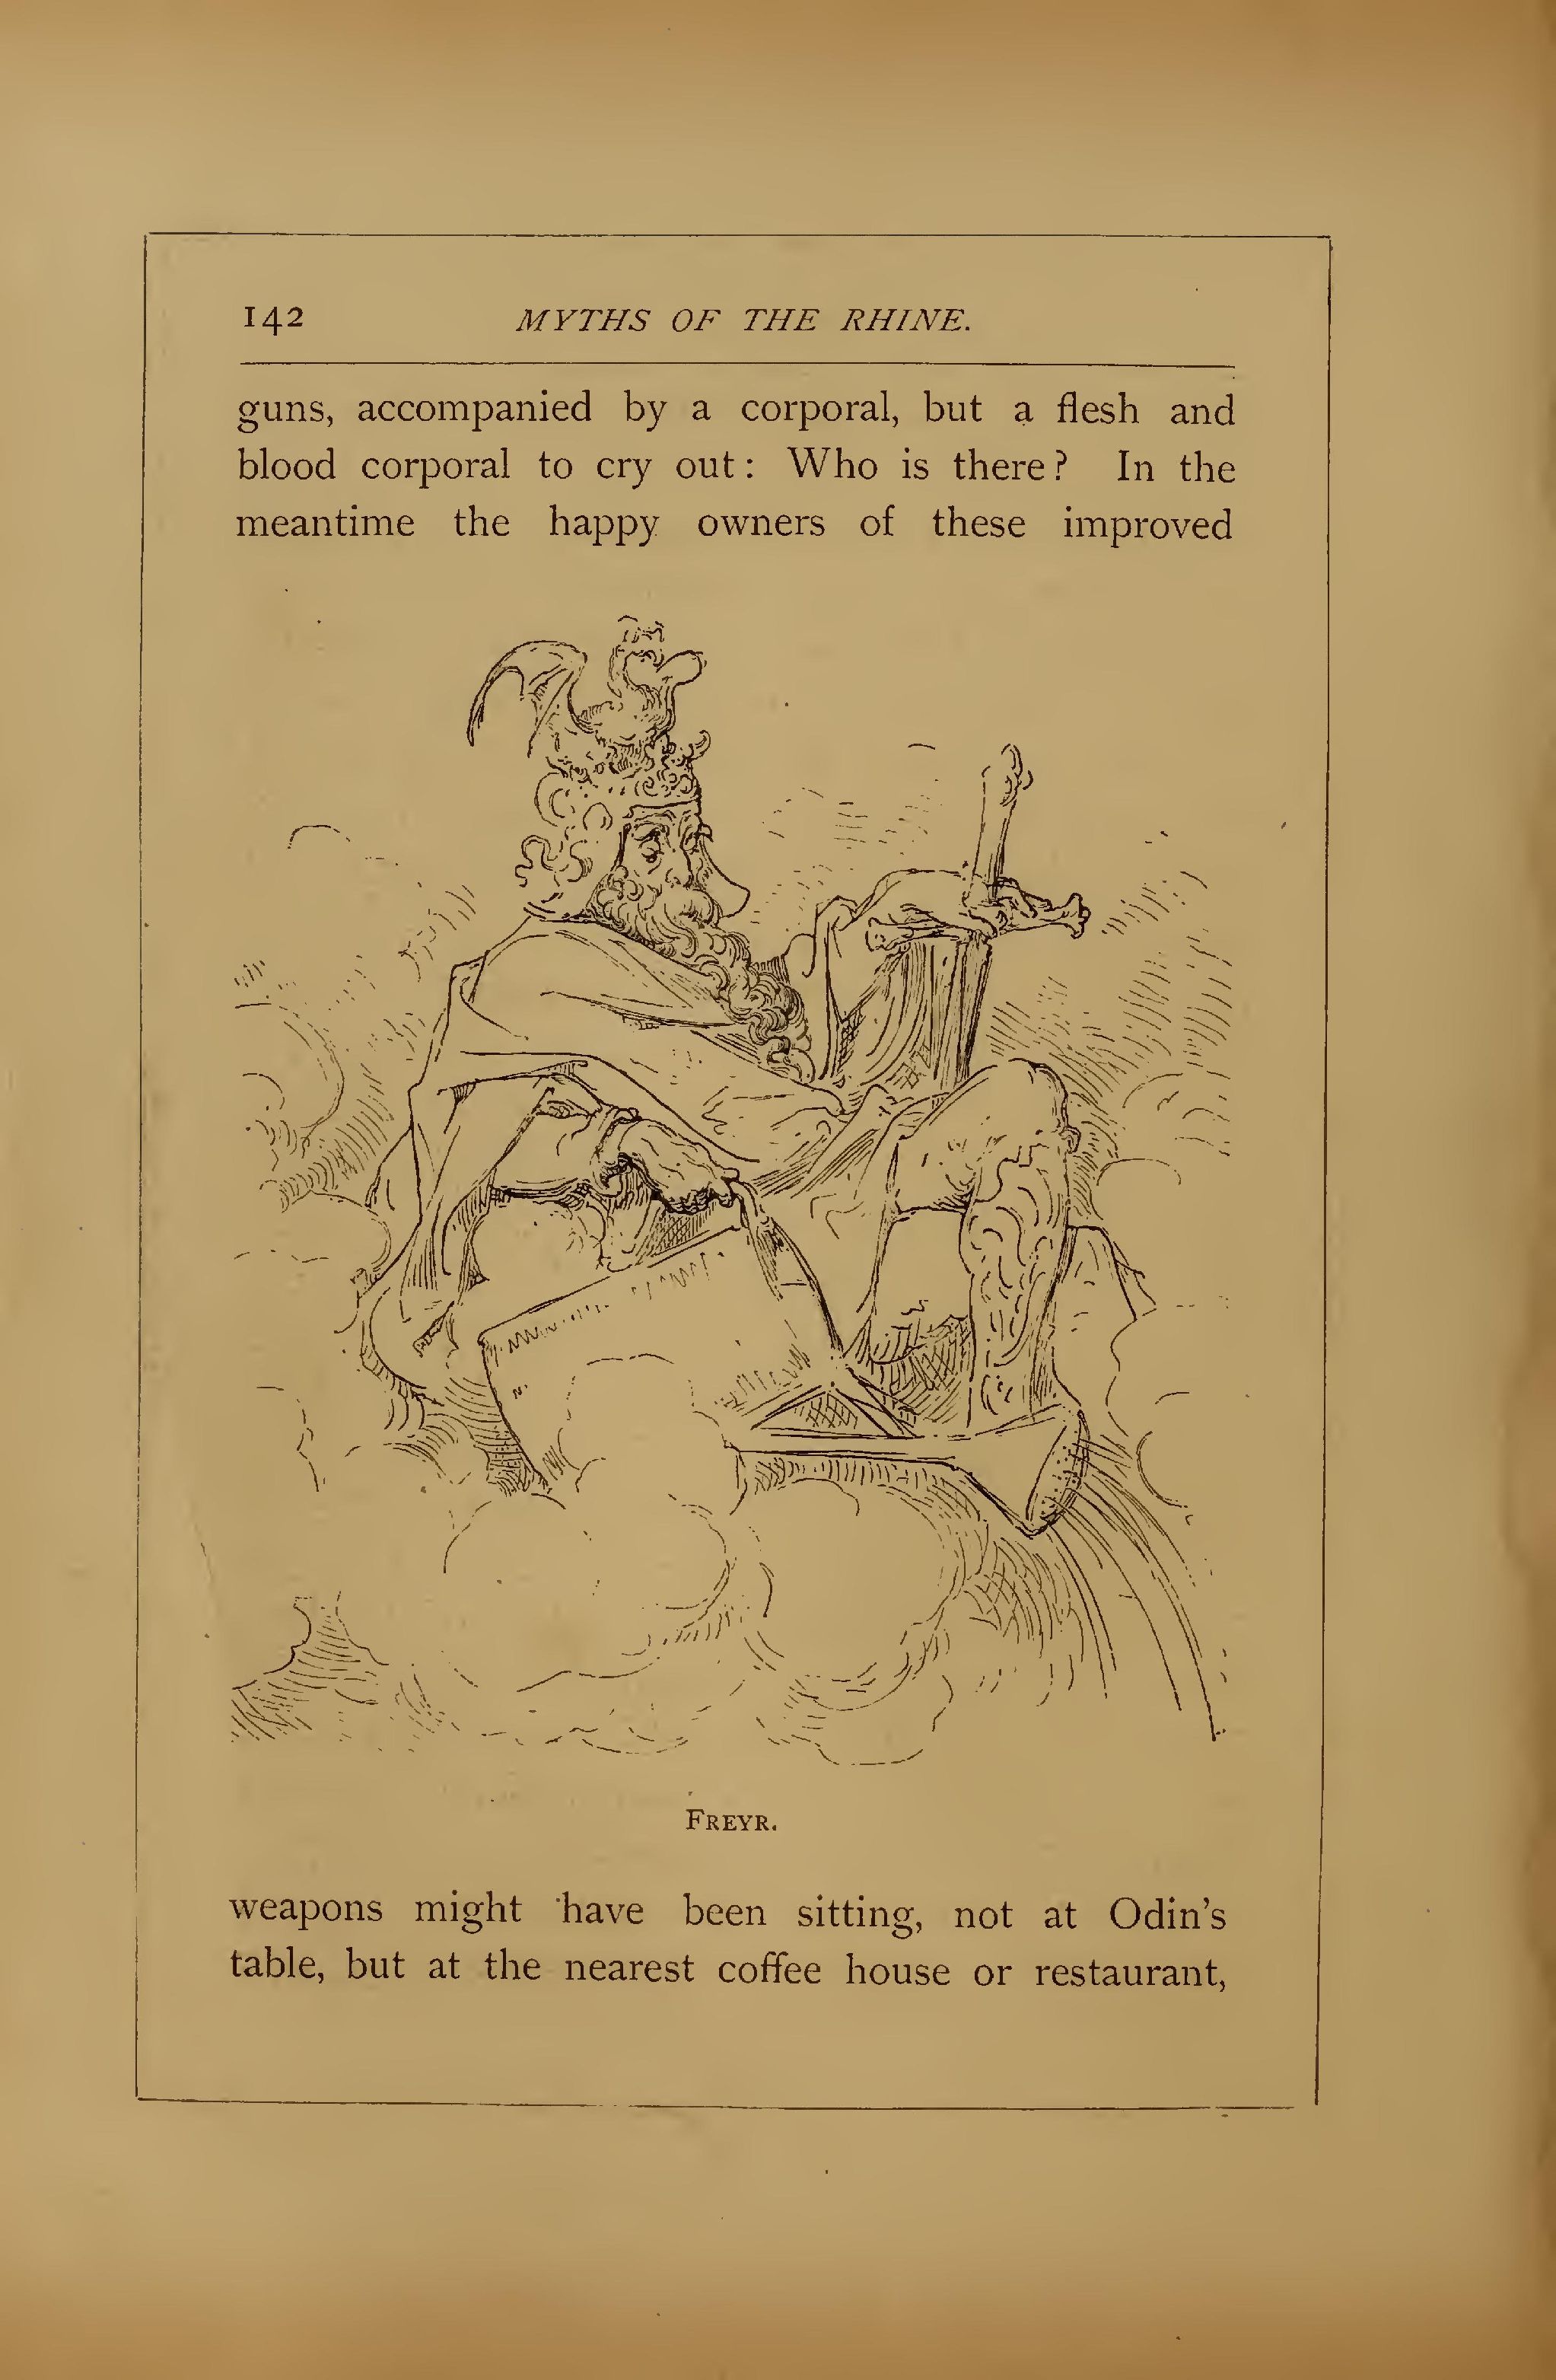 142 MYTHS OF THE RHINE.
guns, accompanied by a corporal, but a flesh and
blood corporal to cry out: Who is there? In the
meantime the happy owners of these improved
FREYR.
weapons might have been sitting, not at Odin's
table, but at the nearest coffee house or restaurant,